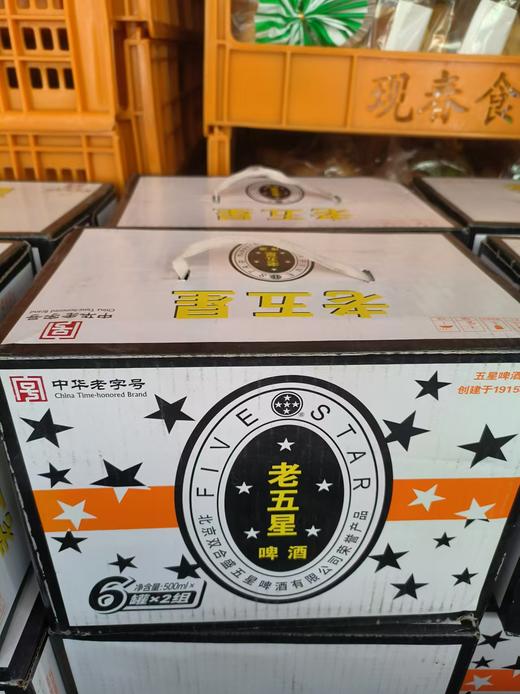 现春食
老五星
老五星
中华老字号
China Time-honored Brand
中华老字号
China Time-honored Brand
五星啤酒
创建于1915
FIVE STAR
老五星
啤酒
北京双合盛五星啤酒有限公司荣誉产品
净含量:500ml×
6罐×2组